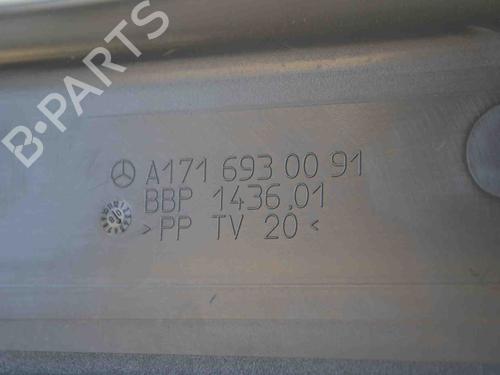 B-PARTS
A171 693 00 91
BBP 1436,01
>PP TV 20<